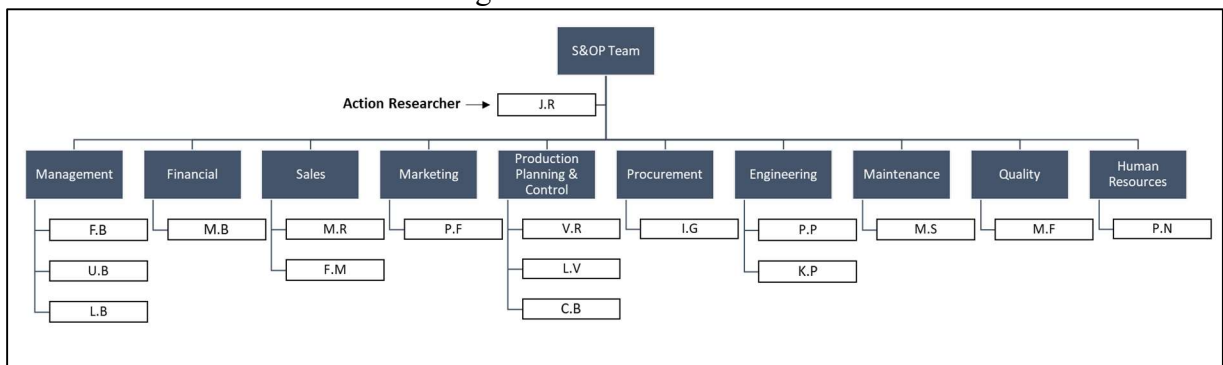 S&OP Team
Action Researcher
J.R
Management
Financial
Sales
Marketing
Production
Planning &
Control
Procurement
Engineering
Maintenance
Quality
Human
Resources
F.B
M.B
M.R
P.F
V.R
I.G
P.P
M.S
M.F
P.N
U.B
F.M
L.V
K.P
L.B
C.B